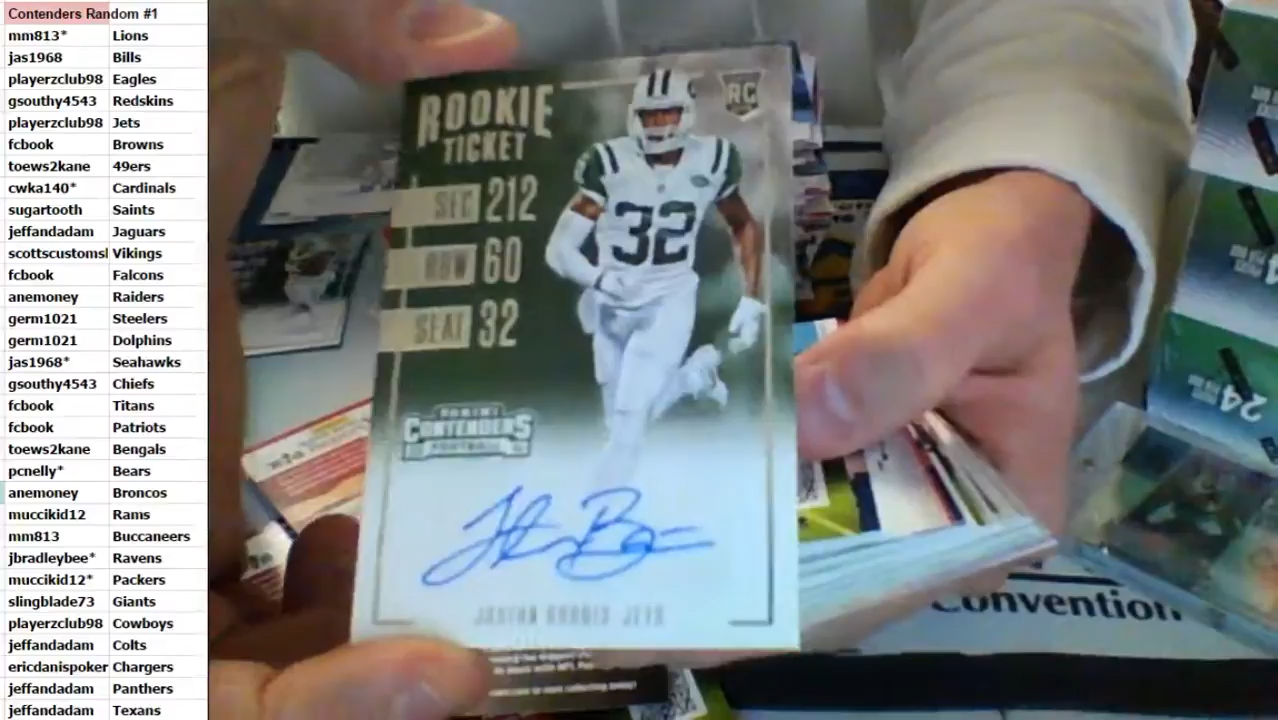 Contenders Random #1
mm813* Lions
jas1968 Bills
playerzclub98 Eagles
gsouthy4543 Redskins
playerzclub98 Jets
fcbook Browns
toews2kane 49ers
cwka140* Cardinals
sugartooth Saints
jeffandadam Jaguars
scottscustomsl Vikings
fcbook Falcons
anemoney Raiders
germ1021 Steelers
germ1021 Dolphins
jas1968* Seahawks
gsouthy4543 Chiefs
fcbook Titans
fcbook Patriots
toews2kane Bengals
pcnelly* Bears
anemoney Broncos
muccikid12 Rams
mm813 Buccaneers
jbradleybee* Ravens
muccikid12* Packers
slingblade73 Giants
playerzclub98 Cowboys
jeffandadam Colts
ericdanispoker Chargers
jeffandadam Panthers
jeffandadam Texans
ROOKIE
TICKET
RC
SEC 212
ROW 60
SEAT 32
32
PANINI
CONTENDERS
FOOTBALL
JETS
Convention
24